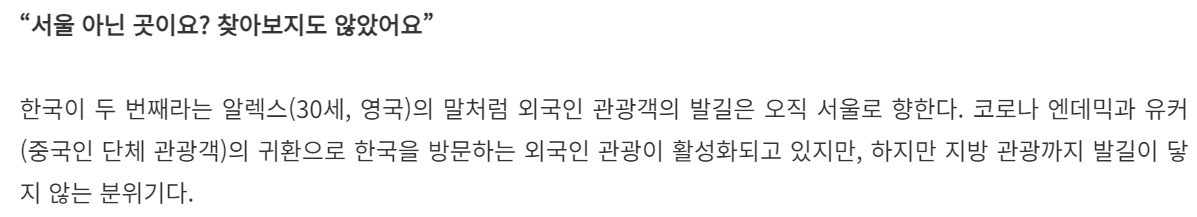 “서울 아닌 곳이요? 찾아보지도 않았어요”
한국이 두 번째라는 알렉스(30세, 영국)의 말처럼 외국인 관광객의 발길은 오직 서울로 향한다. 코로나 엔데믹과 유커
(중국인 단체 관광객)의 귀환으로 한국을 방문하는 외국인 관광이 활성화되고 있지만, 하지만 지방 관광까지 발길이 닿
지 않는 분위기다.